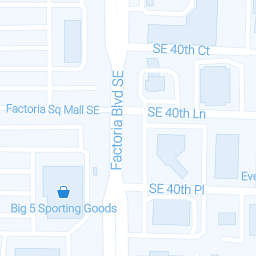 SE 40th Ct
Factoria Blvd SE
Factoria Sq Mall SE
SE 40th Ln
SE 40th Pl
Eve
Big 5 Sporting Goods